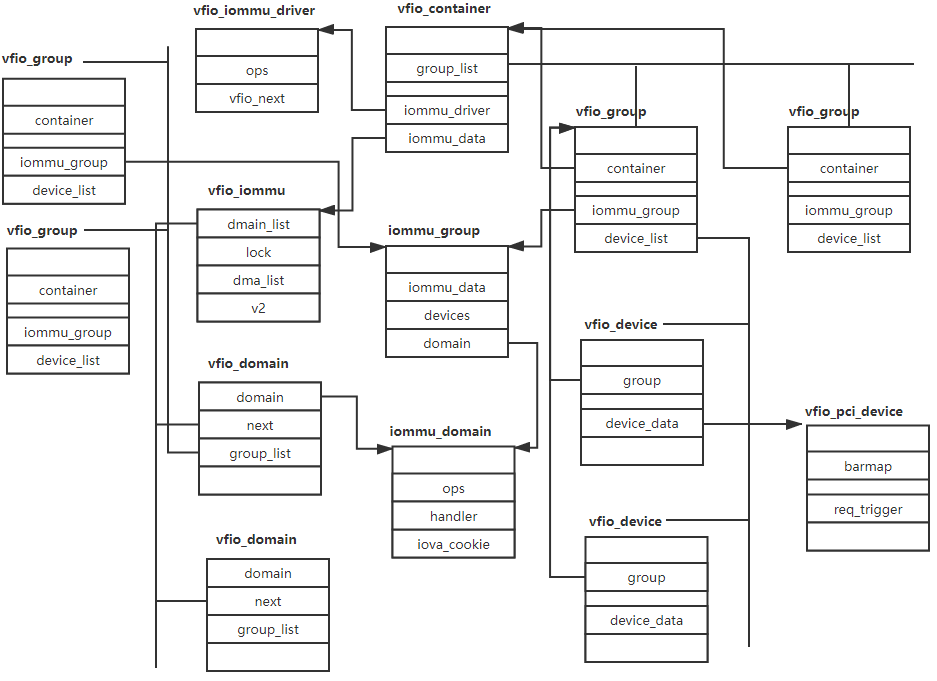 vfio_iommu_driver
ops
vfio_next
vfio_container
group_list
iommu_driver
iommu_data
vfio_group
container
iommu_group
device_list
vfio_group
container
iommu_group
device_list
vfio_group
container
iommu_group
device_list
vfio_group
container
iommu_group
device_list
vfio_iommu
dmain_list
lock
dma_list
v2
iommu_group
iommu_data
devices
domain
vfio_domain
domain
next
group_list
iommu_domain
ops
handler
iova_cookie
vfio_device
group
device_data
vfio_pci_device
barmap
req_trigger
vfio_domain
domain
next
group_list
vfio_device
group
device_data